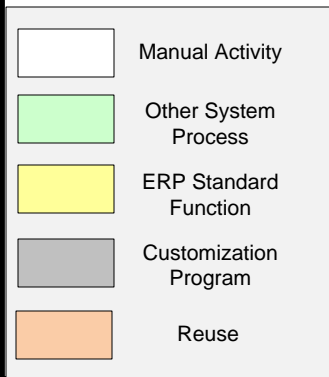 Manual Activity
Other System
Process
ERP Standard
Function
Customization
Program
Reuse